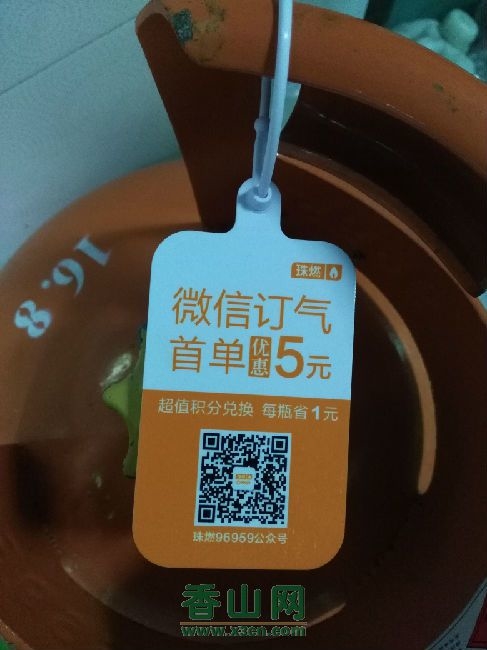 16.8
珠燃
微信订气
首单优惠5元
超值积分兑换 每瓶省1元
珠燃96959公众号
香山网
www.xsen.com